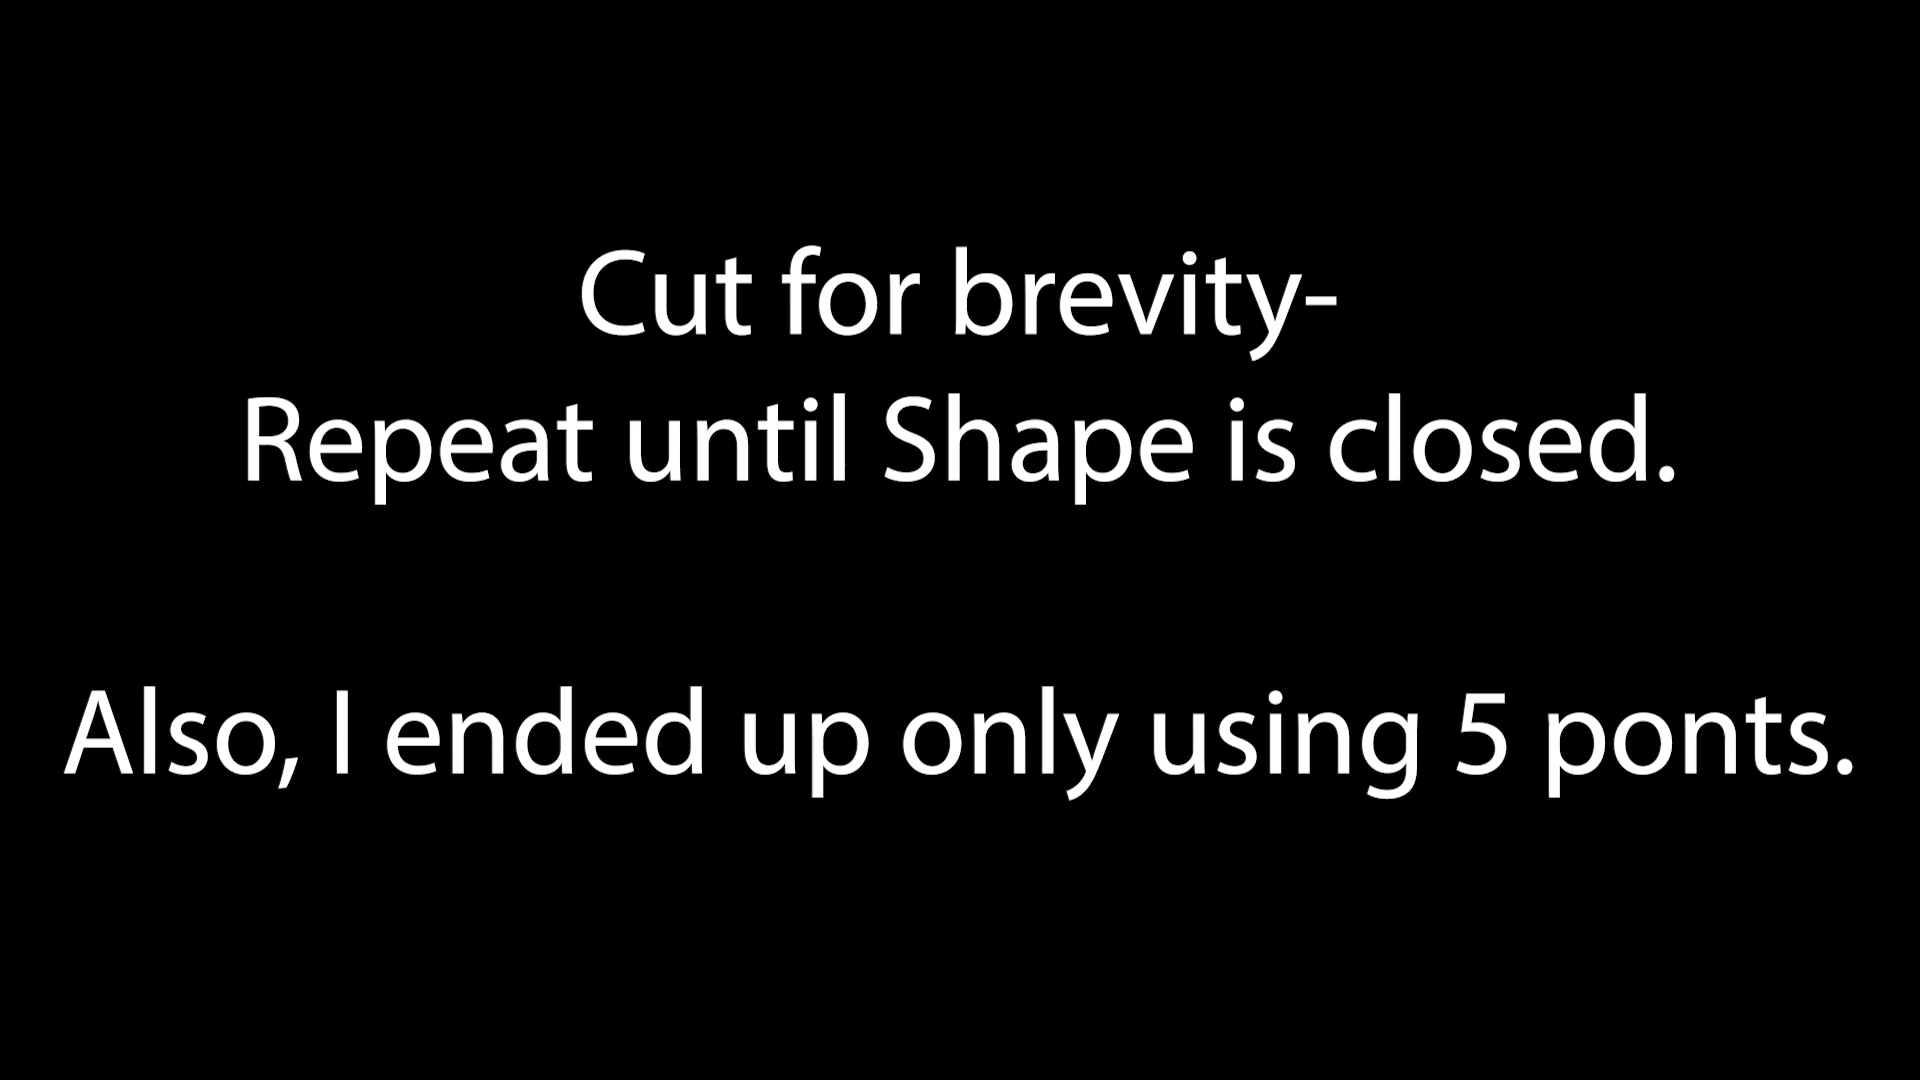 Cut for brevity-
Repeat until Shape is closed.
Also, I ended up only using 5 ponts.